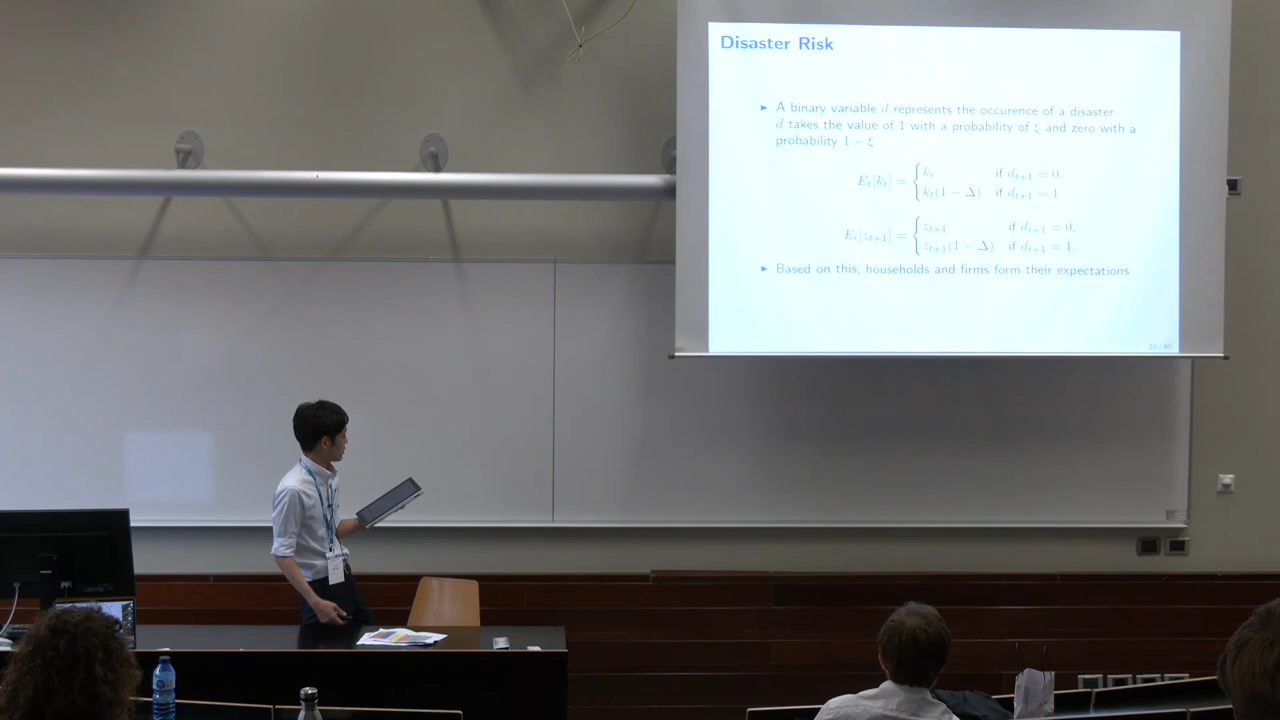 Disaster Risk
► A binary variable d represents the occurence of a disaster.
d takes the value of 1 with a probability of ξ and zero with a
probability 1 − ξ.
E_t[k_t] = { k_t if d_{t+1} = 0,
k_t(1 − Δ) if d_{t+1} = 1
E_t[z_{t+1}] = { z_{t+1} if d_{t+1} = 0,
z_{t+1}(1 − Δ) if d_{t+1} = 1.
► Based on this, households and firms form their expectations